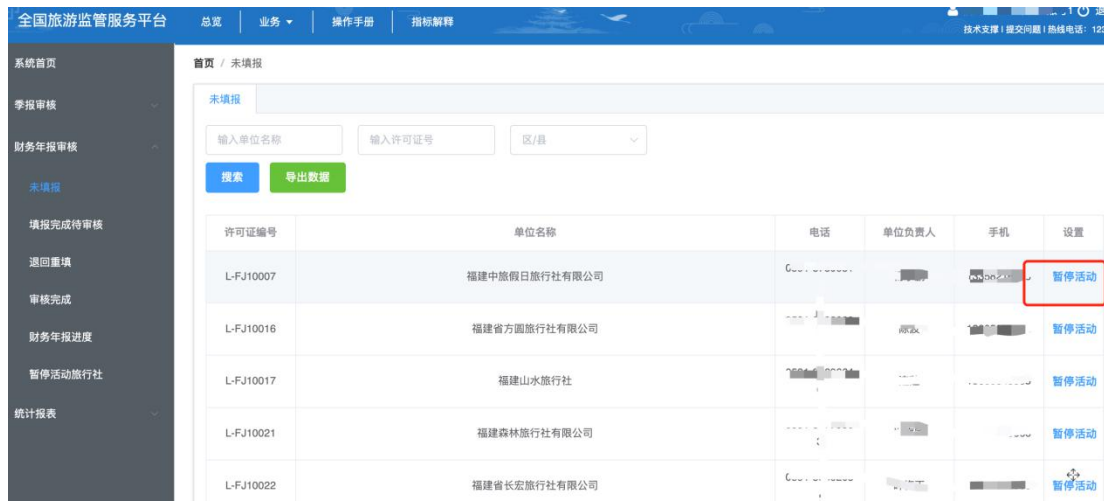 全国旅游监管服务平台 总览 业务 操作手册 指标解释
技术支撑 | 提交问题 | 热线电话: 123
系统首页
首页 / 未填报
季报审核
未填报
财务年报审核
输入单位名称 输入许可证号 区/县
搜索 导出数据
未填报
填报完成待审核
许可证编号 单位名称 电话 单位负责人 手机 设置
退回重填
L-FJ10007 福建中旅假日旅行社有限公司 暂停活动
审核完成
L-FJ10016 福建省方圆旅行社有限公司 暂停活动
财务年报进度
暂停活动旅行社
L-FJ10017 福建山水旅行社 暂停活动
统计报表
L-FJ10021 福建森林旅行社有限公司 暂停活动
L-FJ10022 福建省长宏旅行社有限公司 暂停活动